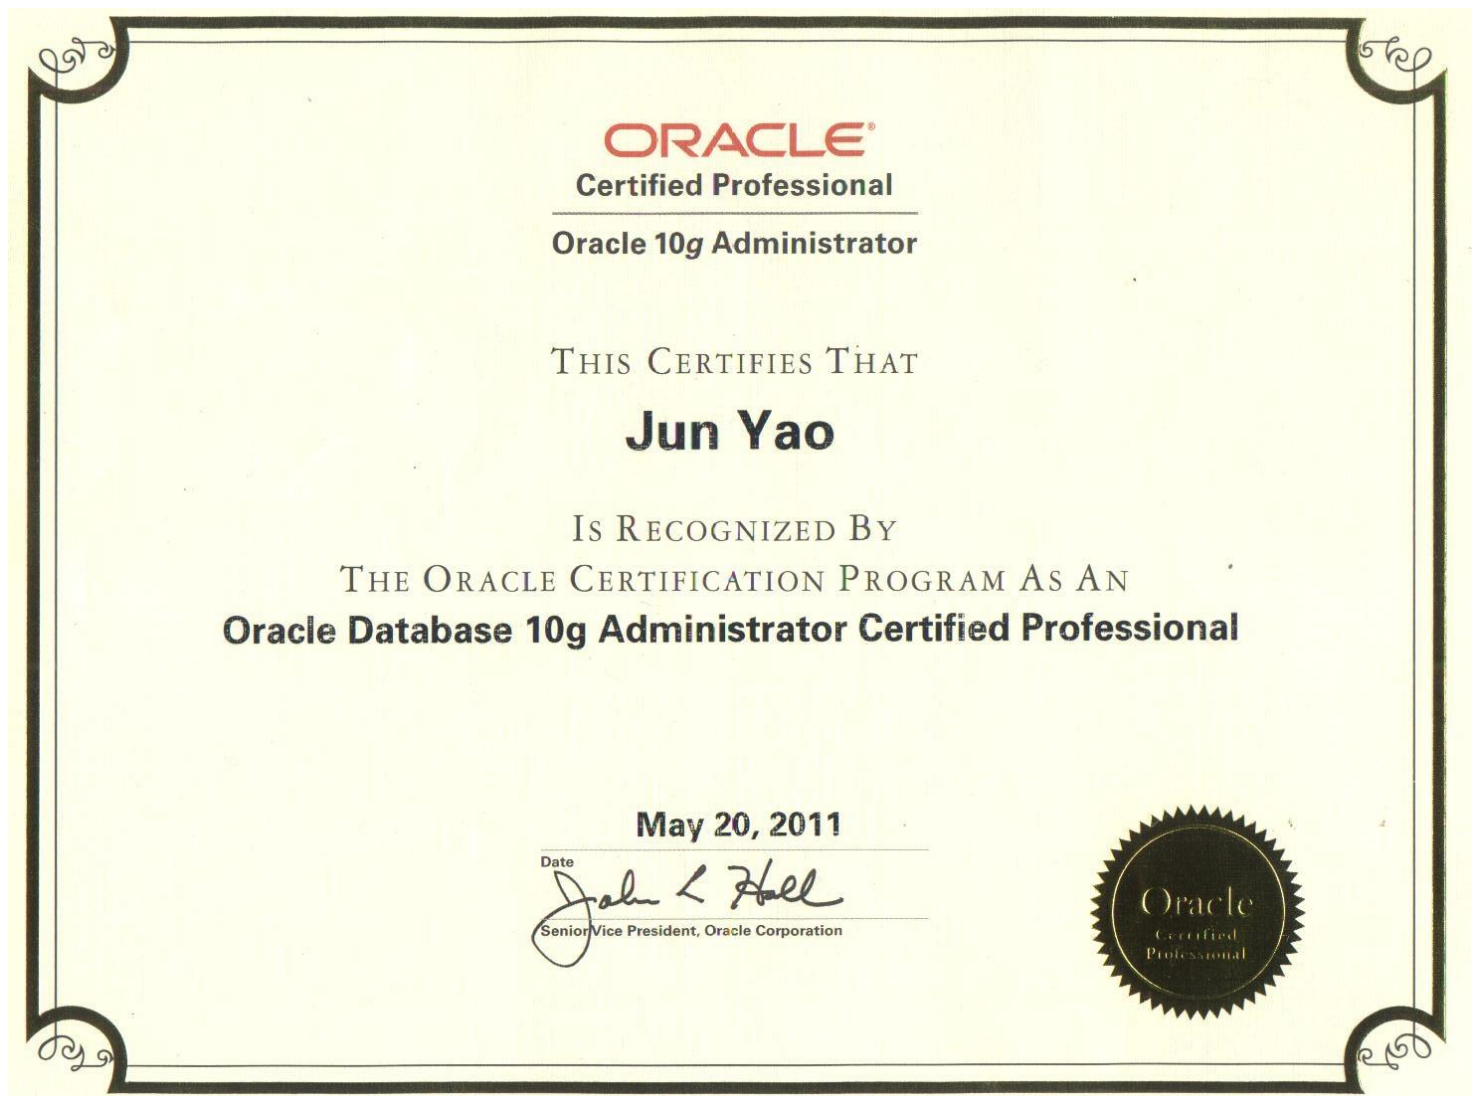 ORACLE®
Certified Professional
Oracle 10g Administrator
THIS CERTIFIES THAT
Jun Yao
IS RECOGNIZED BY
THE ORACLE CERTIFICATION PROGRAM AS AN
Oracle Database 10g Administrator Certified Professional
May 20, 2011
Date
John L Hall
Senior Vice President, Oracle Corporation
Oracle
Certified
Professional